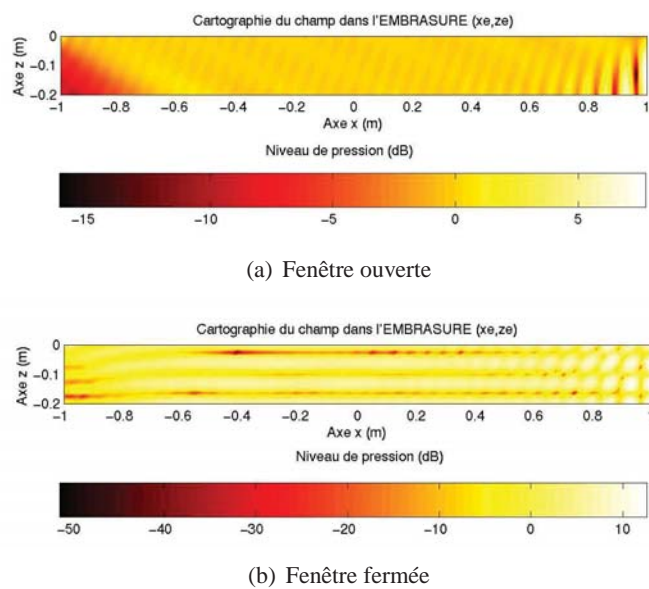 Cartographie du champ dans l'EMBRASURE (xe,ze)
Axe z (m)
0
−0.1
−0.2
−1 −0.8 −0.6 −0.4 −0.2 0 0.2 0.4 0.6 0.8 1
Axe x (m)
Niveau de pression (dB)
−15 −10 −5 0 5
(a) Fenêtre ouverte
Cartographie du champ dans l'EMBRASURE (xe,ze)
Axe z (m)
0
−0.1
−0.2
−1 −0.8 −0.6 −0.4 −0.2 0 0.2 0.4 0.6 0.8 1
Axe x (m)
Niveau de pression (dB)
−50 −40 −30 −20 −10 0 10
(b) Fenêtre fermée